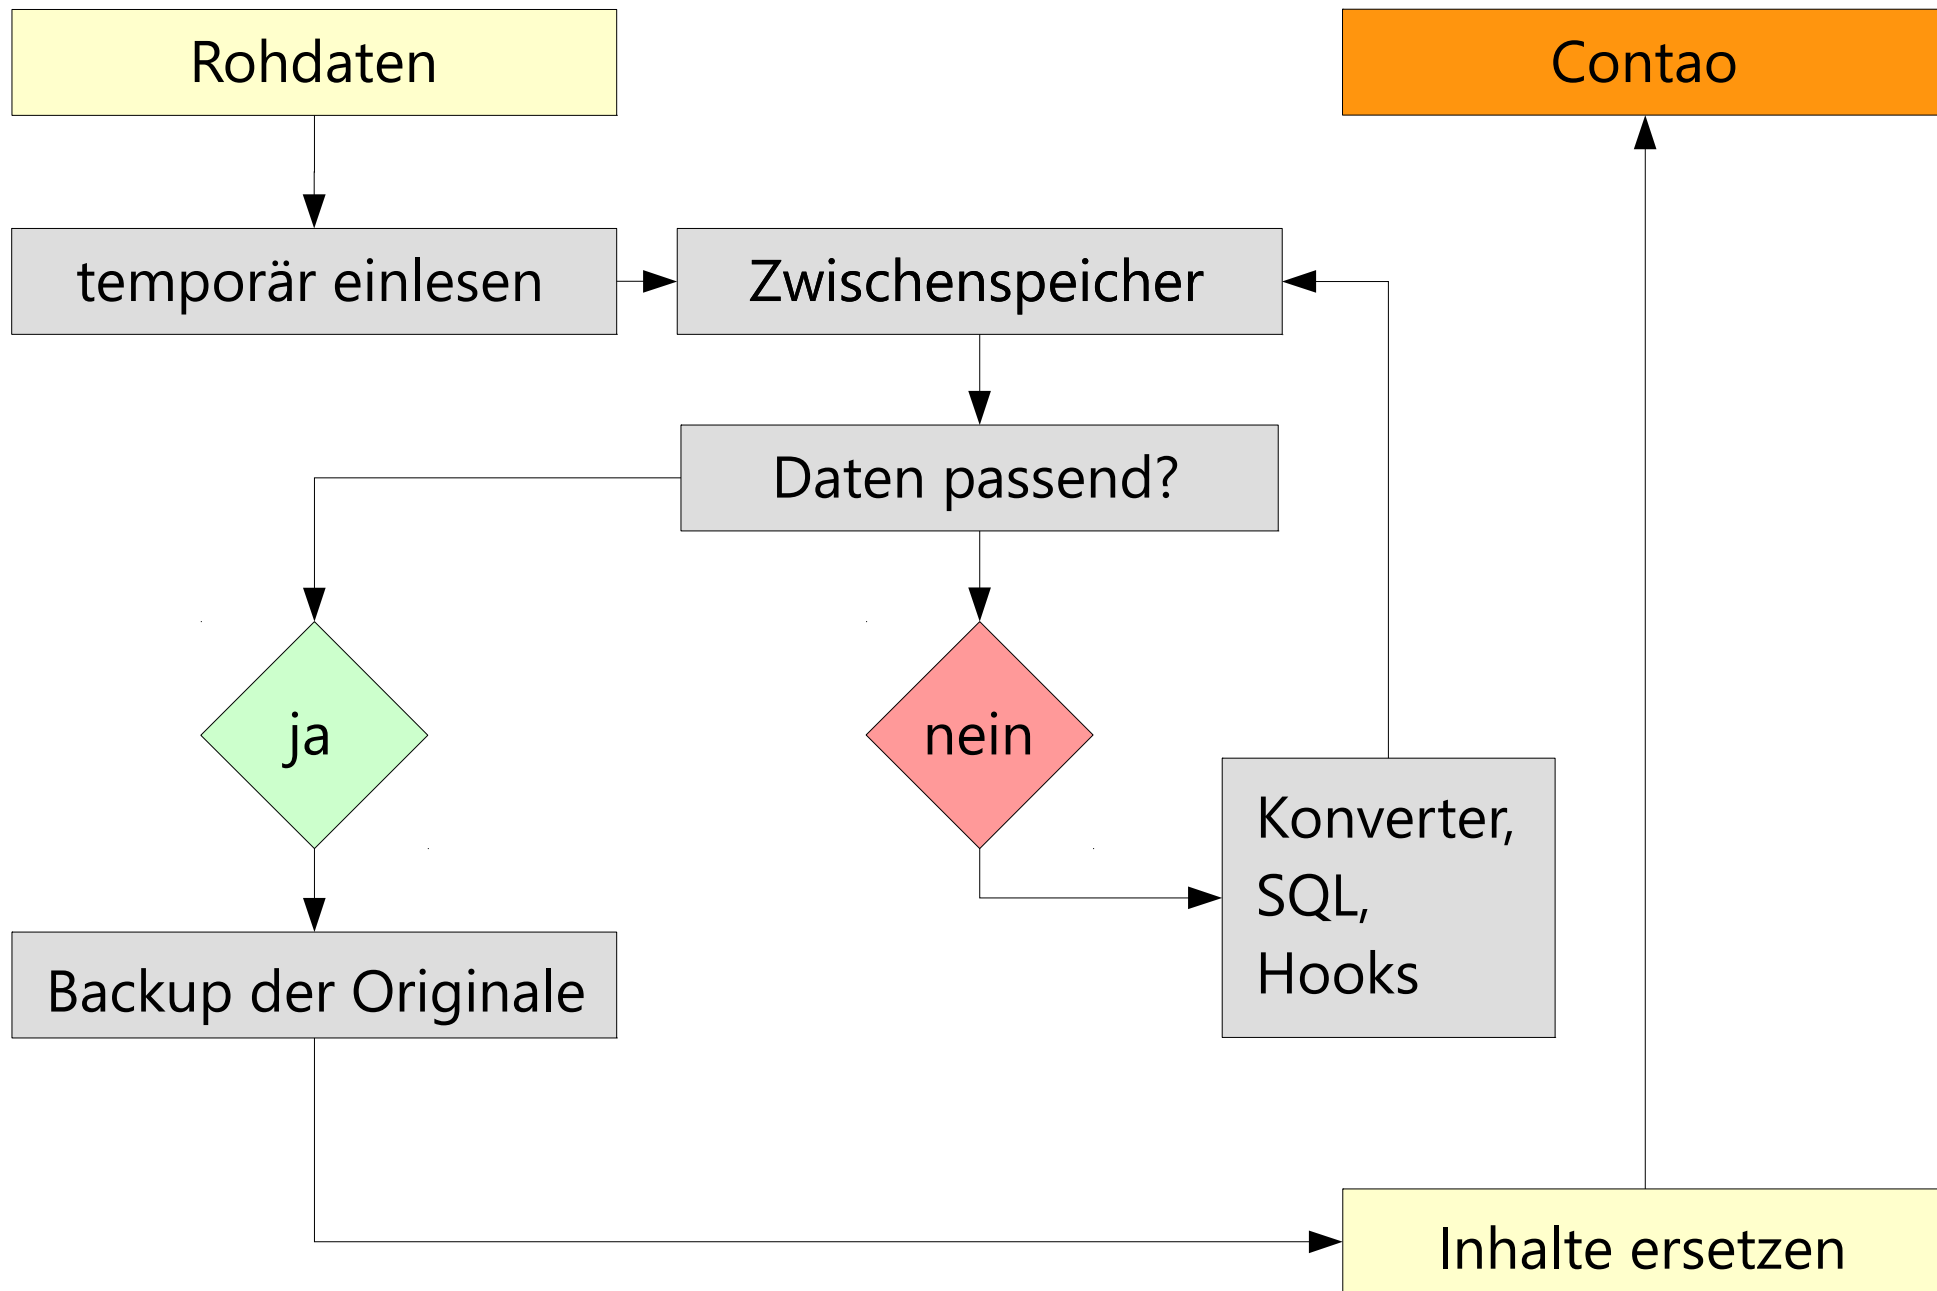 Rohdaten
Contao
temporär einlesen
Zwischenspeicher
Daten passend?
ja
nein
Konverter,
SQL,
Hooks
Backup der Originale
Inhalte ersetzen